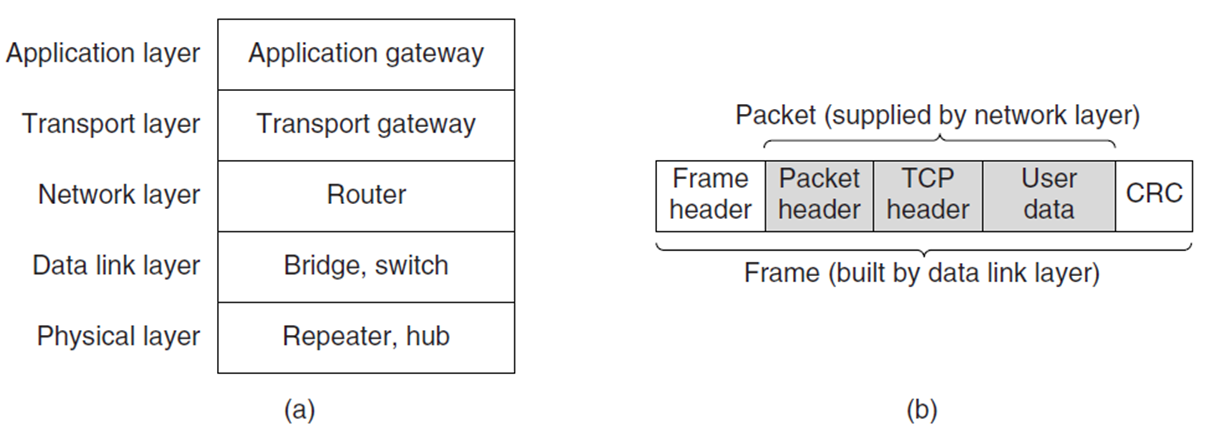 Application layer
Application gateway
Transport layer
Transport gateway
Network layer
Router
Data link layer
Bridge, switch
Physical layer
Repeater, hub
(a)
Packet (supplied by network layer)
Frame
header
Packet
header
TCP
header
User
data
CRC
Frame (built by data link layer)
(b)